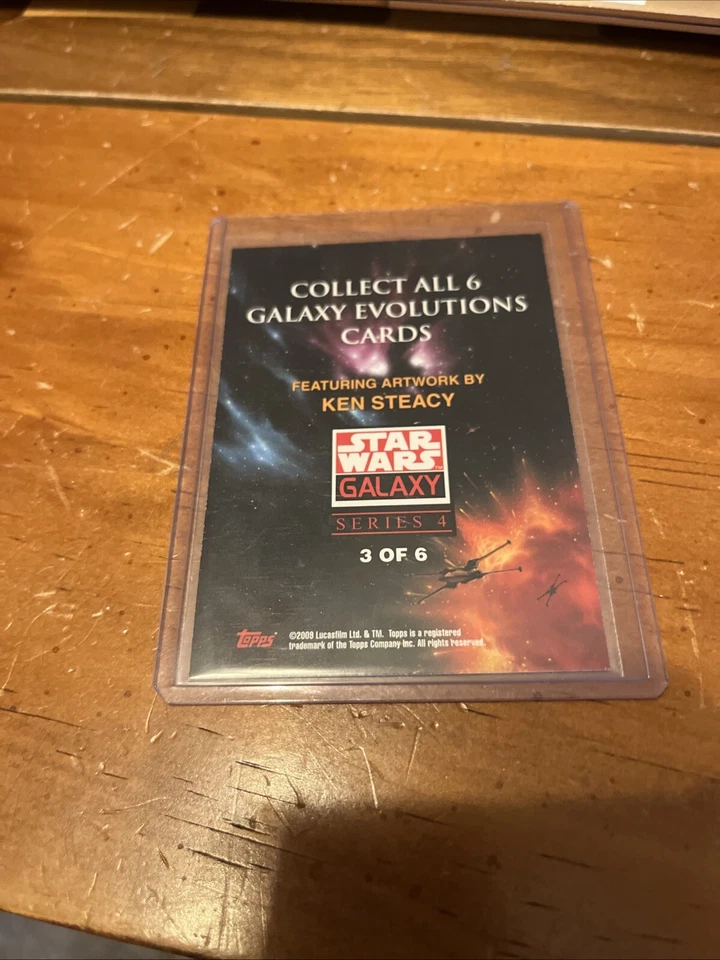 COLLECT ALL 6
GALAXY EVOLUTIONS
CARDS
FEATURING ARTWORK BY
KEN STEACY
STAR
WARS™
GALAXY
SERIES 4
3 OF 6
Topps®
©2009 Lucasfilm Ltd. & TM. Topps is a registered
trademark of the Topps Company Inc. All rights reserved.